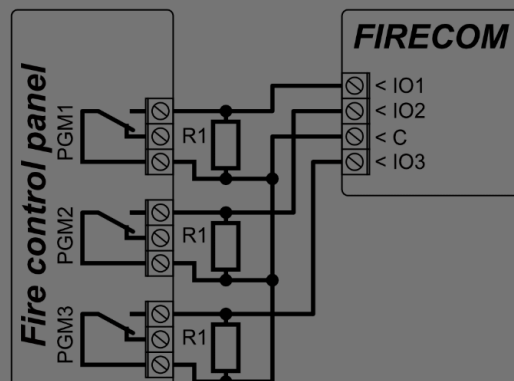 FIRECOM
< IO1
< IO2
< C
< IO3
Fire control panel
PGM1
R1
PGM2
R1
PGM3
R1